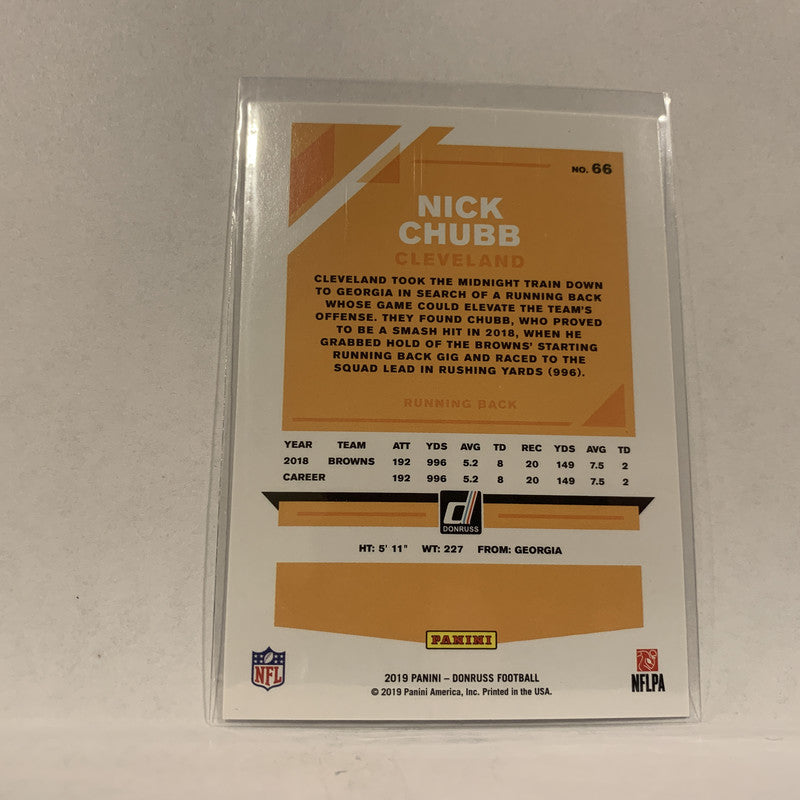 NO. 66
NICK
CHUBB
CLEVELAND
CLEVELAND TOOK THE MIDNIGHT TRAIN DOWN
TO GEORGIA IN SEARCH OF A RUNNING BACK
WHOSE GAME COULD ELEVATE THE TEAM'S
OFFENSE. THEY FOUND CHUBB, WHO PROVED
TO BE A SMASH HIT IN 2018, WHEN HE
GRABBED HOLD OF THE BROWNS' STARTING
RUNNING BACK GIG AND RACED TO THE
SQUAD LEAD IN RUSHING YARDS (996).
RUNNING BACK
YEAR TEAM ATT YDS AVG TD REC YDS AVG TD
2018 BROWNS 192 996 5.2 8 20 149 7.5 2
CAREER 192 996 5.2 8 20 149 7.5 2
d
DONRUSS
HT: 5' 11" WT: 227 FROM: GEORGIA
PANINI
NFL
2019 PANINI – DONRUSS FOOTBALL
© 2019 Panini America, Inc. Printed in the USA.
NFLPA